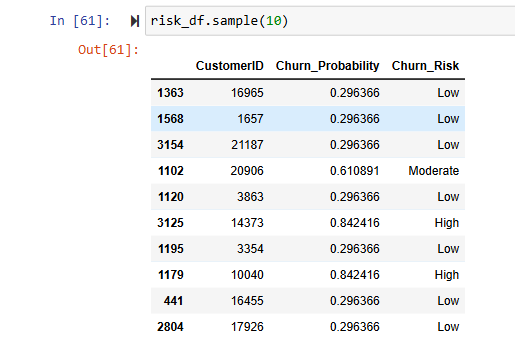 In [61]: risk_df.sample(10)
Out[61]:
CustomerID Churn_Probability Churn_Risk
1363 16965 0.296366 Low
1568 1657 0.296366 Low
3154 21187 0.296366 Low
1102 20906 0.610891 Moderate
1120 3863 0.296366 Low
3125 14373 0.842416 High
1195 3354 0.296366 Low
1179 10040 0.842416 High
441 16455 0.296366 Low
2804 17926 0.296366 Low